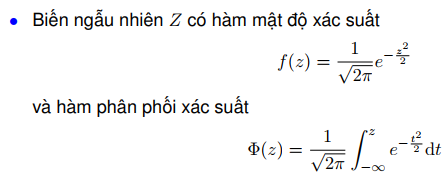 • Biến ngẫu nhiên Z có hàm mật độ xác suất
f(z) = \frac{1}{\sqrt{2\pi}} e^{-\frac{z^2}{2}}
và hàm phân phối xác suất
\Phi(z) = \frac{1}{\sqrt{2\pi}} \int_{-\infty}^{z} e^{-\frac{t^2}{2}} dt